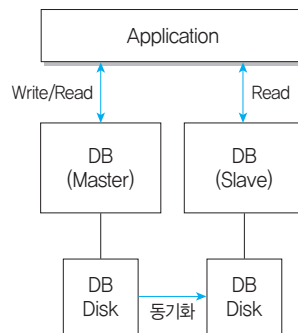 Application
Write/Read
Read
DB
(Master)
DB
(Slave)
DB
Disk
동기화
DB
Disk